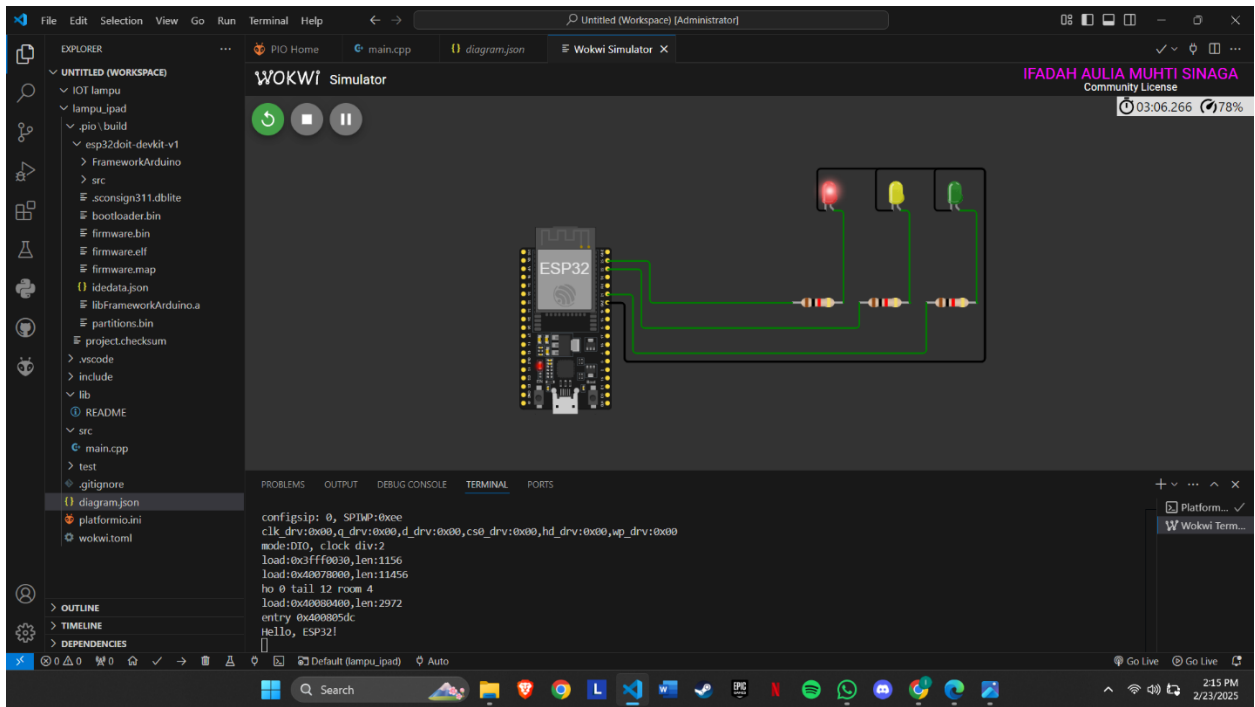 File Edit Selection View Go Run Terminal Help
Untitled (Workspace) [Administrator]
EXPLORER
PIO Home
main.cpp
diagram.json
Wokwi Simulator
UNTITLED (WORKSPACE)
IOT lampu
lampu_ipad
.pio\build
esp32doit-devkit-v1
FrameworkArduino
src
.sconsign311.dblite
bootloader.bin
firmware.bin
firmware.elf
firmware.map
idedata.json
libFrameworkArduino.a
partitions.bin
project.checksum
.vscode
include
lib
README
src
main.cpp
test
.gitignore
diagram.json
platformio.ini
wokwi.toml
OUTLINE
TIMELINE
DEPENDENCIES
WOKWI Simulator
IFADAH AULIA MUHTI SINAGA
Community License
03:06.266 78%
ESP32
PROBLEMS OUTPUT DEBUG CONSOLE TERMINAL PORTS
configsip: 0, SPIWP:0xee
clk_drv:0x00,q_drv:0x00,d_drv:0x00,cs0_drv:0x00,hd_drv:0x00,wp_drv:0x00
mode:DIO, clock div:2
load:0x3fff0030,len:1156
load:0x40078000,len:11456
ho 0 tail 12 room 4
load:0x40080400,len:2972
entry 0x400805dc
Hello, ESP32!
Platform...
Wokwi Term...
0 0 0 Default (lampu_ipad) Auto
Go Live Go Live
Search
2:15 PM
2/23/2025